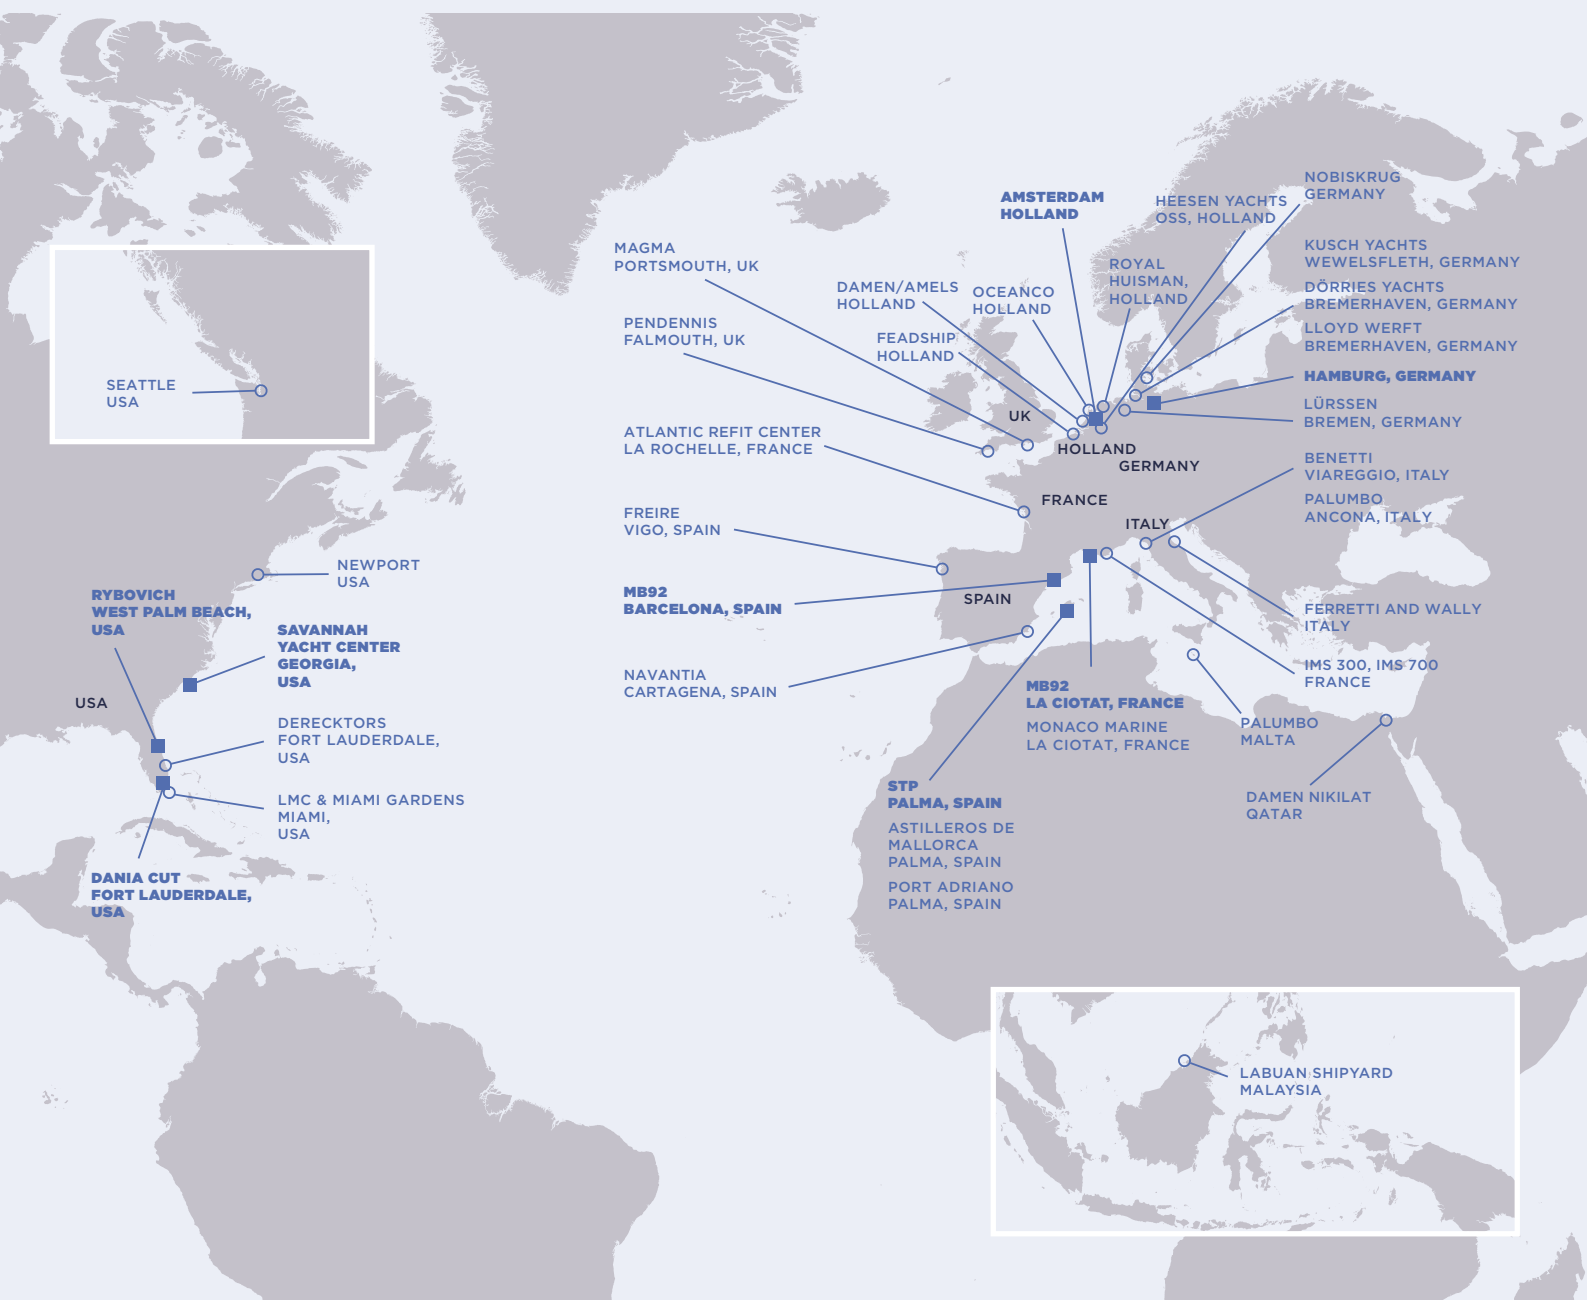 NOBISKRUG
GERMANY
AMSTERDAM
HOLLAND
HEESEN YACHTS
OSS, HOLLAND
MAGMA
PORTSMOUTH, UK
KUSCH YACHTS
WEWELSFLETH, GERMANY
ROYAL
HUISMAN,
HOLLAND
DAMEN/AMELS
HOLLAND
OCEANCO
HOLLAND
DÖRRIES YACHTS
BREMERHAVEN, GERMANY
PENDENNIS
FALMOUTH, UK
FEADSHIP
HOLLAND
LLOYD WERFT
BREMERHAVEN, GERMANY
SEATTLE
USA
HAMBURG, GERMANY
UK
LÜRSSEN
BREMEN, GERMANY
ATLANTIC REFIT CENTER
LA ROCHELLE, FRANCE
HOLLAND
GERMANY
BENETTI
VIAREGGIO, ITALY
FRANCE
PALUMBO
ANCONA, ITALY
FREIRE
VIGO, SPAIN
ITALY
NEWPORT
USA
RYBOVICH
WEST PALM BEACH,
USA
MB92
BARCELONA, SPAIN
SPAIN
FERRETTI AND WALLY
ITALY
SAVANNAH
YACHT CENTER
GEORGIA,
USA
IMS 300, IMS 700
FRANCE
NAVANTIA
CARTAGENA, SPAIN
MB92
LA CIOTAT, FRANCE
MONACO MARINE
LA CIOTAT, FRANCE
USA
PALUMBO
MALTA
DERECKTORS
FORT LAUDERDALE,
USA
STP
PALMA, SPAIN
ASTILLEROS DE
MALLORCA
PALMA, SPAIN
PORT ADRIANO
PALMA, SPAIN
DAMEN NIKILAT
QATAR
LMC & MIAMI GARDENS
MIAMI,
USA
DANIA CUT
FORT LAUDERDALE,
USA
LABUAN SHIPYARD
MALAYSIA